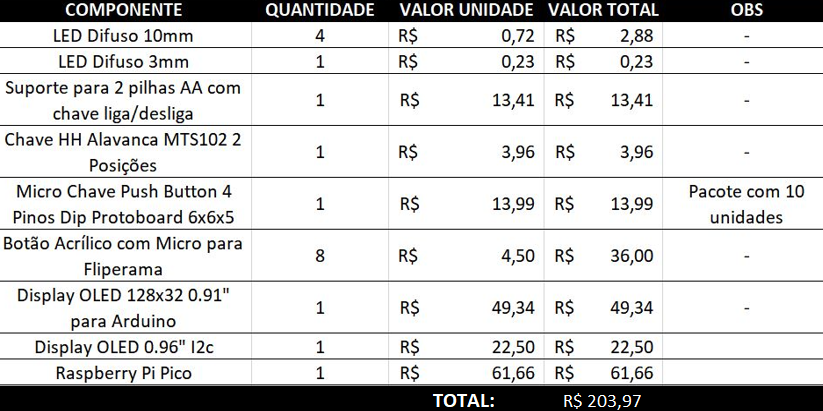 COMPONENTE QUANTIDADE VALOR UNIDADE VALOR TOTAL OBS
LED Difuso 10mm 4 R$ 0,72 R$ 2,88 -
LED Difuso 3mm 1 R$ 0,23 R$ 0,23 -
Suporte para 2 pilhas AA com
chave liga/desliga 1 R$ 13,41 R$ 13,41 -
Chave HH Alavanca MTS102 2
Posições 1 R$ 3,96 R$ 3,96 -
Micro Chave Push Button 4
Pinos Dip Protoboard 6x6x5 1 R$ 13,99 R$ 13,99 Pacote com 10
unidades
Botão Acrílico com Micro para
Fliperama 8 R$ 4,50 R$ 36,00 -
Display OLED 128x32 0.91"
para Arduino 1 R$ 49,34 R$ 49,34 -
Display OLED 0.96" I2c 1 R$ 22,50 R$ 22,50
Raspberry Pi Pico 1 R$ 61,66 R$ 61,66
TOTAL: R$ 203,97